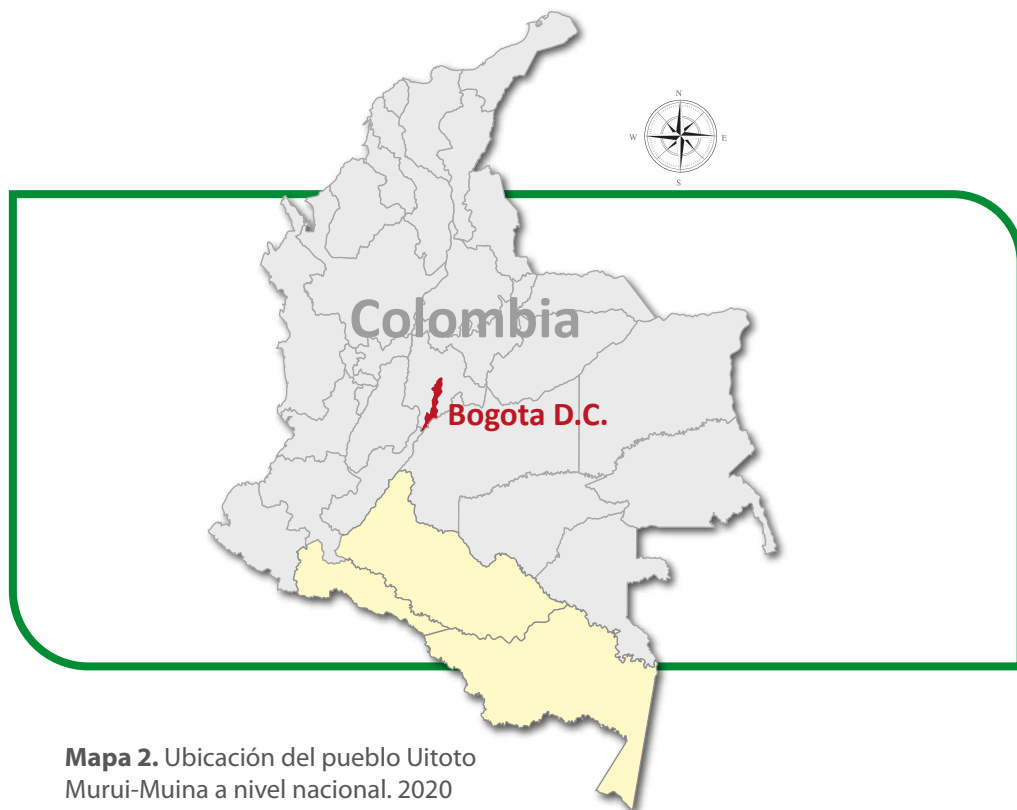 N
W
E
S
Colombia
Bogota D.C.
Mapa 2. Ubicación del pueblo Uitoto
Murui-Muina a nivel nacional. 2020